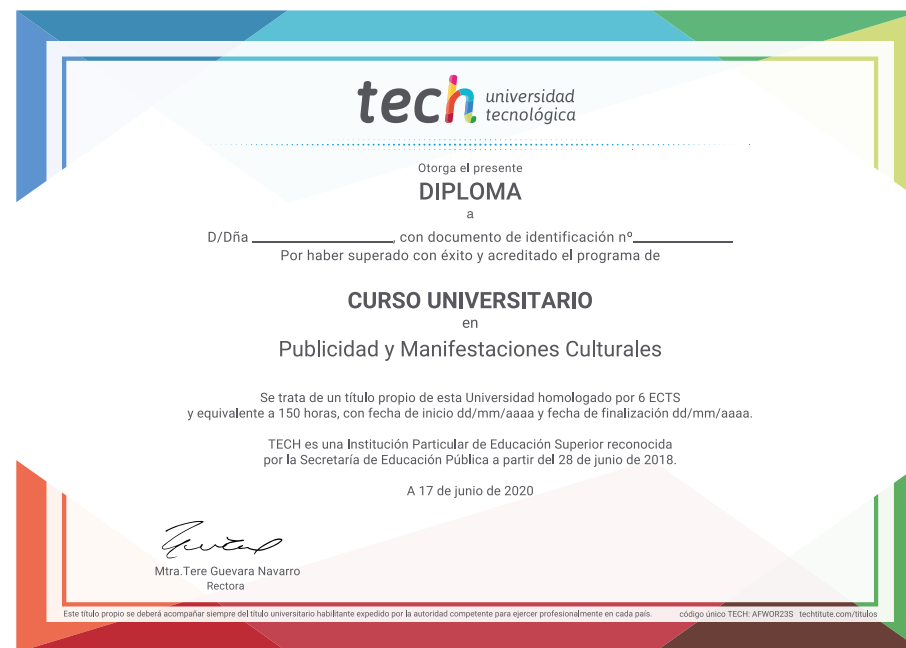 tech universidad
tecnológica
Otorga el presente
DIPLOMA
a
D/Dña ____________________, con documento de identificación nº______________
Por haber superado con éxito y acreditado el programa de
CURSO UNIVERSITARIO
en
Publicidad y Manifestaciones Culturales
Se trata de un título propio de esta Universidad homologado por 6 ECTS
y equivalente a 150 horas, con fecha de inicio dd/mm/aaaa y fecha de finalización dd/mm/aaaa.
TECH es una Institución Particular de Educación Superior reconocida
por la Secretaría de Educación Pública a partir del 28 de junio de 2018.
A 17 de junio de 2020
Mtra.Tere Guevara Navarro
Rectora
Este título propio se deberá acompañar siempre del título universitario habilitante expedido por la autoridad competente para ejercer profesionalmente en cada país. código único TECH: AFWOR23S techtitute.com/titulos